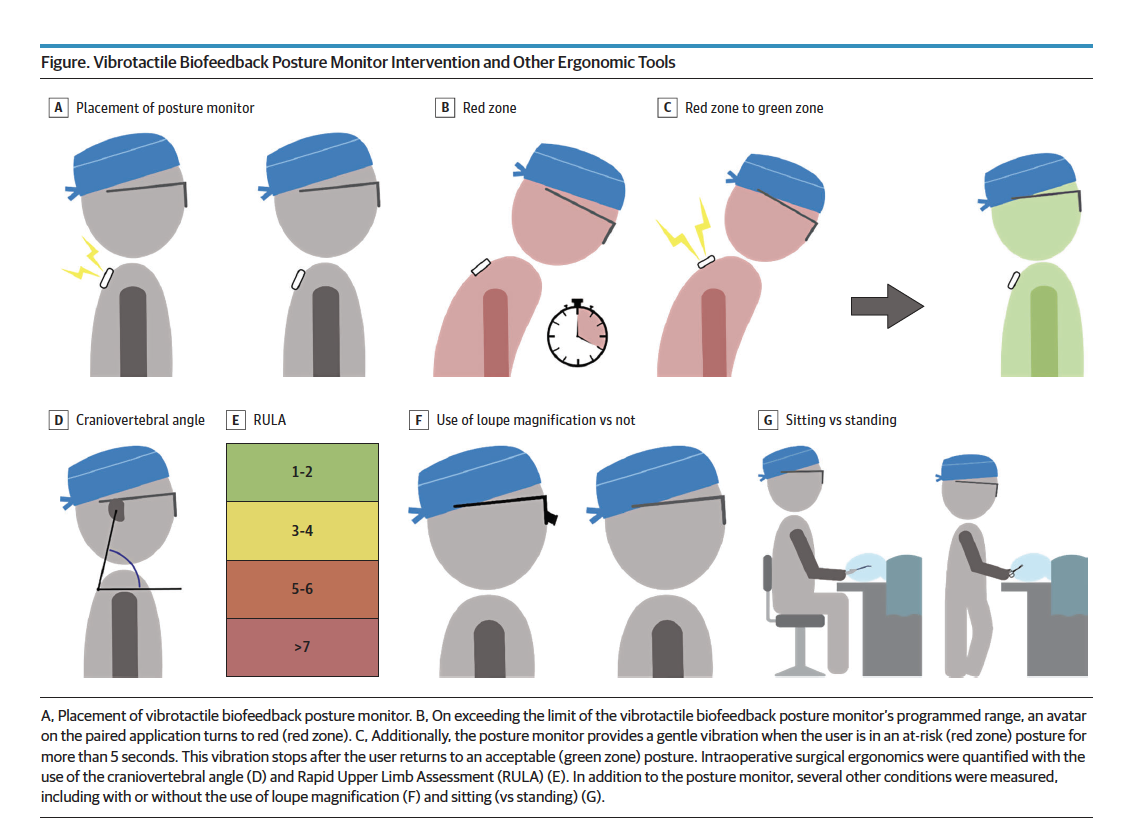 Figure. Vibrotactile Biofeedback Posture Monitor Intervention and Other Ergonomic Tools
A Placement of posture monitor
B Red zone
C Red zone to green zone
D Craniovertebral angle
E RULA
1-2
3-4
5-6
>7
F Use of loupe magnification vs not
G Sitting vs standing
A, Placement of vibrotactile biofeedback posture monitor. B, On exceeding the limit of the vibrotactile biofeedback posture monitor's programmed range, an avatar
on the paired application turns to red (red zone). C, Additionally, the posture monitor provides a gentle vibration when the user is in an at-risk (red zone) posture for
more than 5 seconds. This vibration stops after the user returns to an acceptable (green zone) posture. Intraoperative surgical ergonomics were quantified with the
use of the craniovertebral angle (D) and Rapid Upper Limb Assessment (RULA) (E). In addition to the posture monitor, several other conditions were measured,
including with or without the use of loupe magnification (F) and sitting (vs standing) (G).